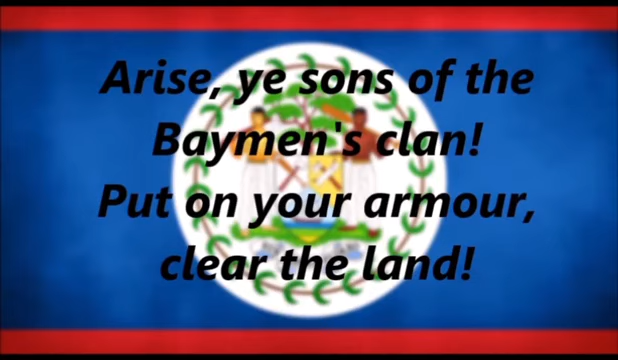 Arise, ye sons of the
Baymen's clan!
Put on your armour,
clear the land!